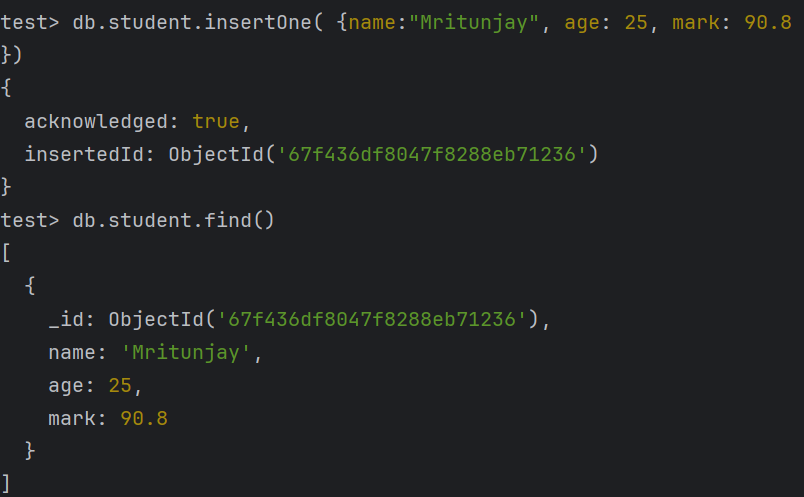 test> db.student.insertOne( {name:"Mritunjay", age: 25, mark: 90.8
})
{
  acknowledged: true,
  insertedId: ObjectId('67f436df8047f8288eb71236')
}
test> db.student.find()
[
  {
    _id: ObjectId('67f436df8047f8288eb71236'),
    name: 'Mritunjay',
    age: 25,
    mark: 90.8
  }
]